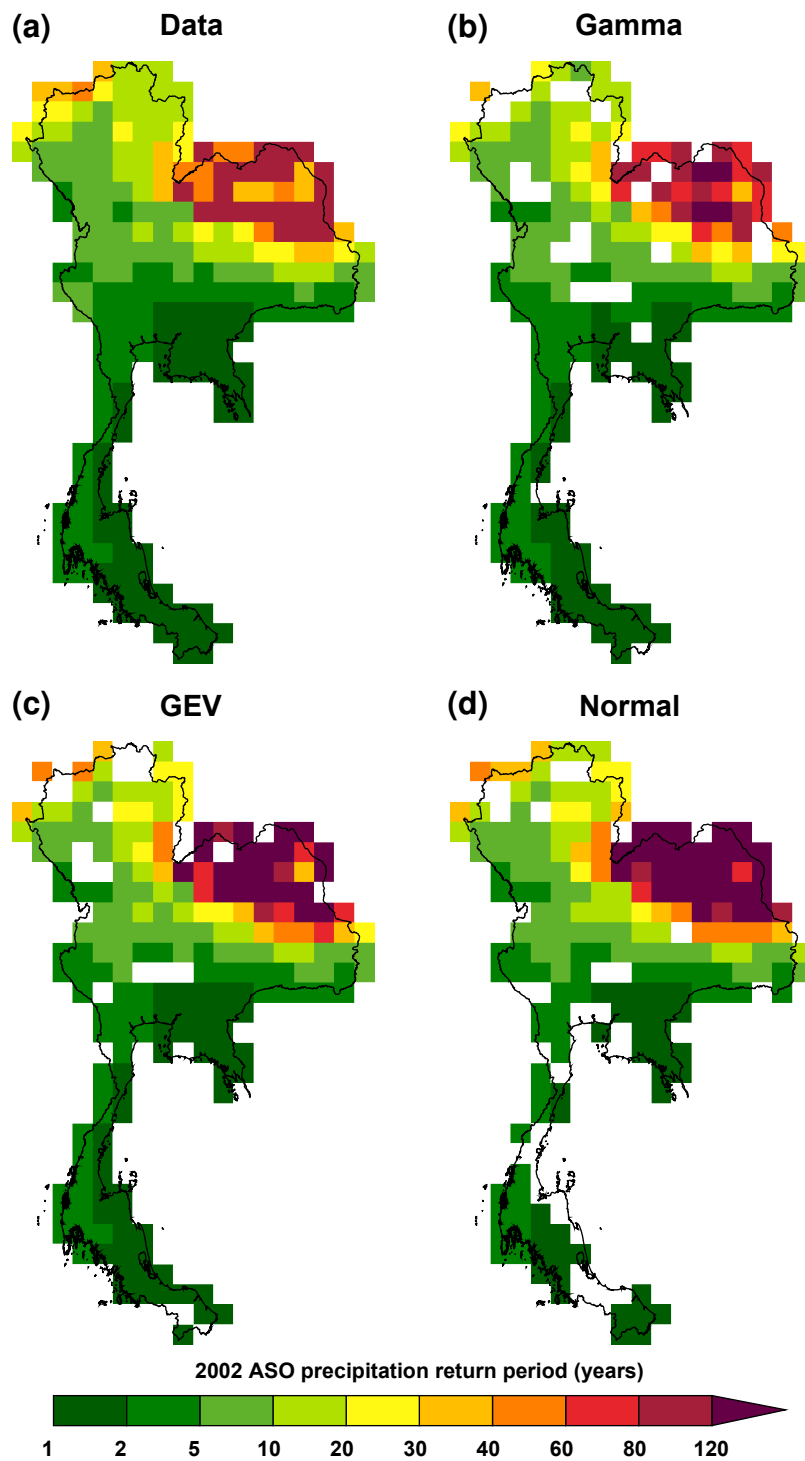 (a) Data (b) Gamma
(c) GEV (d) Normal
2002 ASO precipitation return period (years)
1 2 5 10 20 30 40 60 80 120